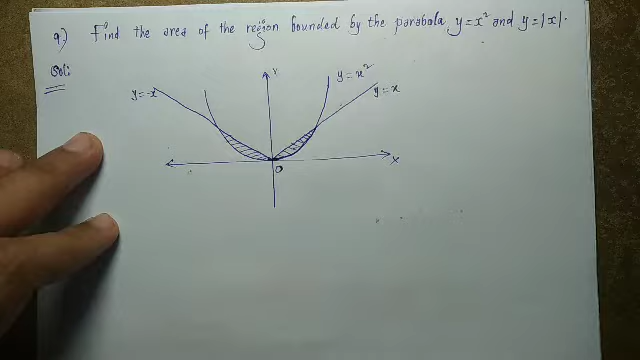 9) Find the area of the region bounded by the parabola y = x² and y = |x|.
Sol:
Y
y = x²
y = -x
y = x
X
O